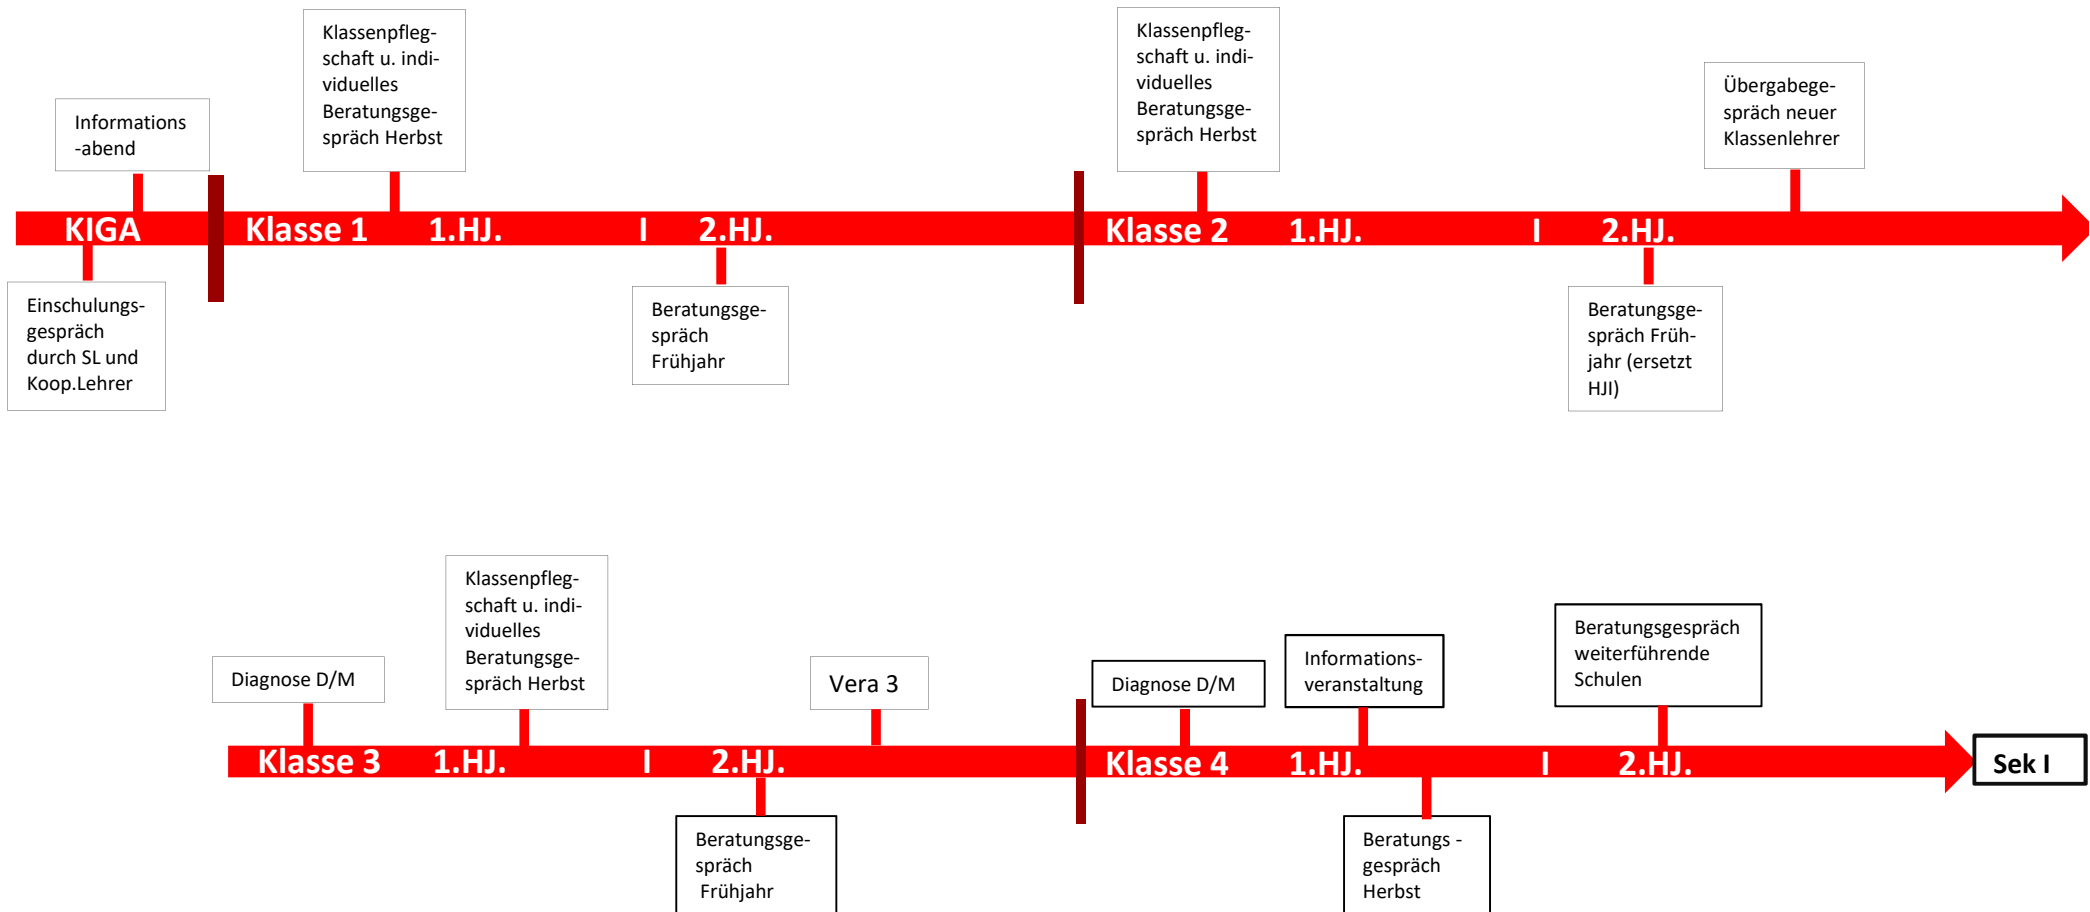 Informations
-abend
Klassenpfleg-
schaft u. indi-
viduelles
Beratungsge-
spräch Herbst
Klassenpfleg-
schaft u. indi-
viduelles
Beratungsge-
spräch Herbst
Übergabege-
spräch neuer
Klassenlehrer
KIGA Klasse 1 1.HJ. I 2.HJ. Klasse 2 1.HJ. I 2.HJ.
Einschulungs-
gespräch
durch SL und
Koop.Lehrer
Beratungsge-
spräch
Frühjahr
Beratungsge-
spräch Früh-
jahr (ersetzt
HJI)
Diagnose D/M
Klassenpfleg-
schaft u. indi-
viduelles
Beratungsge-
spräch Herbst
Vera 3
Diagnose D/M
Informations-
veranstaltung
Beratungsgespräch
weiterführende
Schulen
Klasse 3 1.HJ. I 2.HJ. Klasse 4 1.HJ. I 2.HJ. Sek I
Beratungsge-
spräch
Frühjahr
Beratungs -
gespräch
Herbst